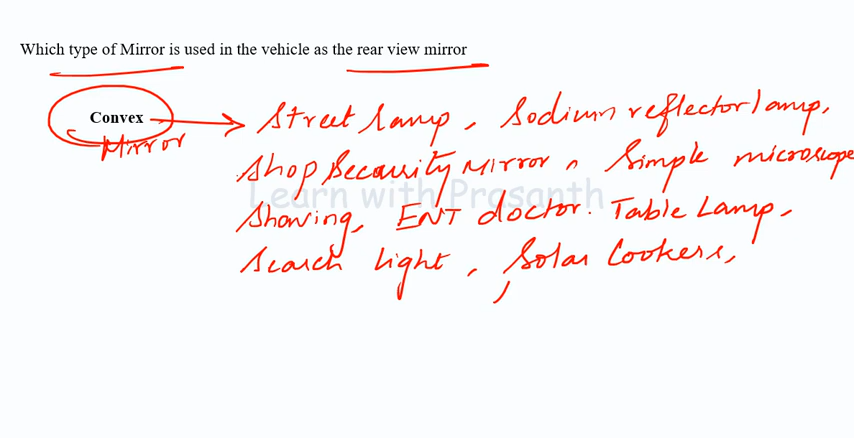 Which type of Mirror is used in the vehicle as the rear view mirror
Convex
Mirror
Street lamp, Sodium reflector lamp,
Shop Security Mirror, Simple microscope
Learn with Prasanth
Showing, ENT doctor. Table Lamp,
Search light, Solar Cookers,